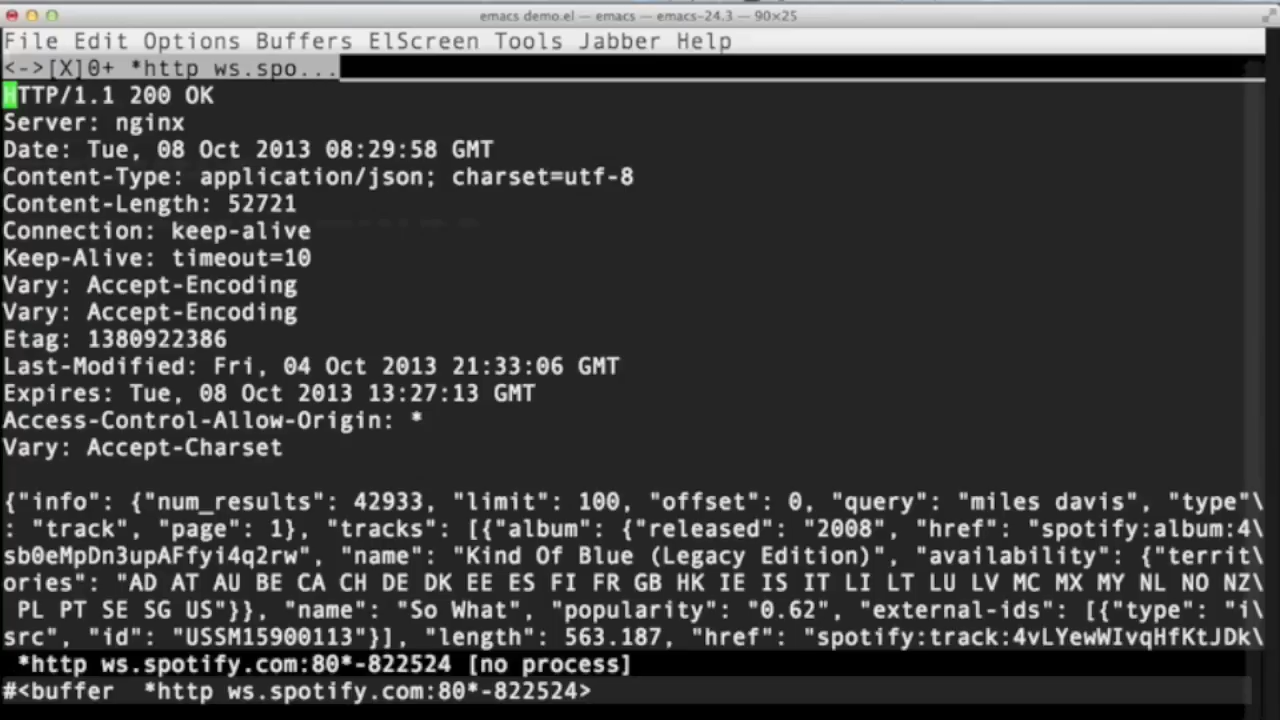 emacs demo.el — emacs — emacs-24.3 — 90×25
File Edit Options Buffers ElScreen Tools Jabber Help
<->[X]0+ *http ws.spo...
HTTP/1.1 200 OK
Server: nginx
Date: Tue, 08 Oct 2013 08:29:58 GMT
Content-Type: application/json; charset=utf-8
Content-Length: 52721
Connection: keep-alive
Keep-Alive: timeout=10
Vary: Accept-Encoding
Vary: Accept-Encoding
Etag: 1380922386
Last-Modified: Fri, 04 Oct 2013 21:33:06 GMT
Expires: Tue, 08 Oct 2013 13:27:13 GMT
Access-Control-Allow-Origin: *
Vary: Accept-Charset
{"info": {"num_results": 42933, "limit": 100, "offset": 0, "query": "miles davis", "type"\
: "track", "page": 1}, "tracks": [{"album": {"released": "2008", "href": "spotify:album:4\
sb0eMpDn3upAFfyi4q2rw", "name": "Kind Of Blue (Legacy Edition)", "availability": {"territ\
ories": "AD AT AU BE CA CH DE DK EE ES FI FR GB HK IE IS IT LI LT LU LV MC MX MY NL NO NZ\
 PL PT SE SG US"}}, "name": "So What", "popularity": "0.62", "external-ids": [{"type": "i\
src", "id": "USSM15900113"}], "length": 563.187, "href": "spotify:track:4vLYewWIvqHfKtJDk\
 *http ws.spotify.com:80*-822524 [no process]
#<buffer  *http ws.spotify.com:80*-822524>